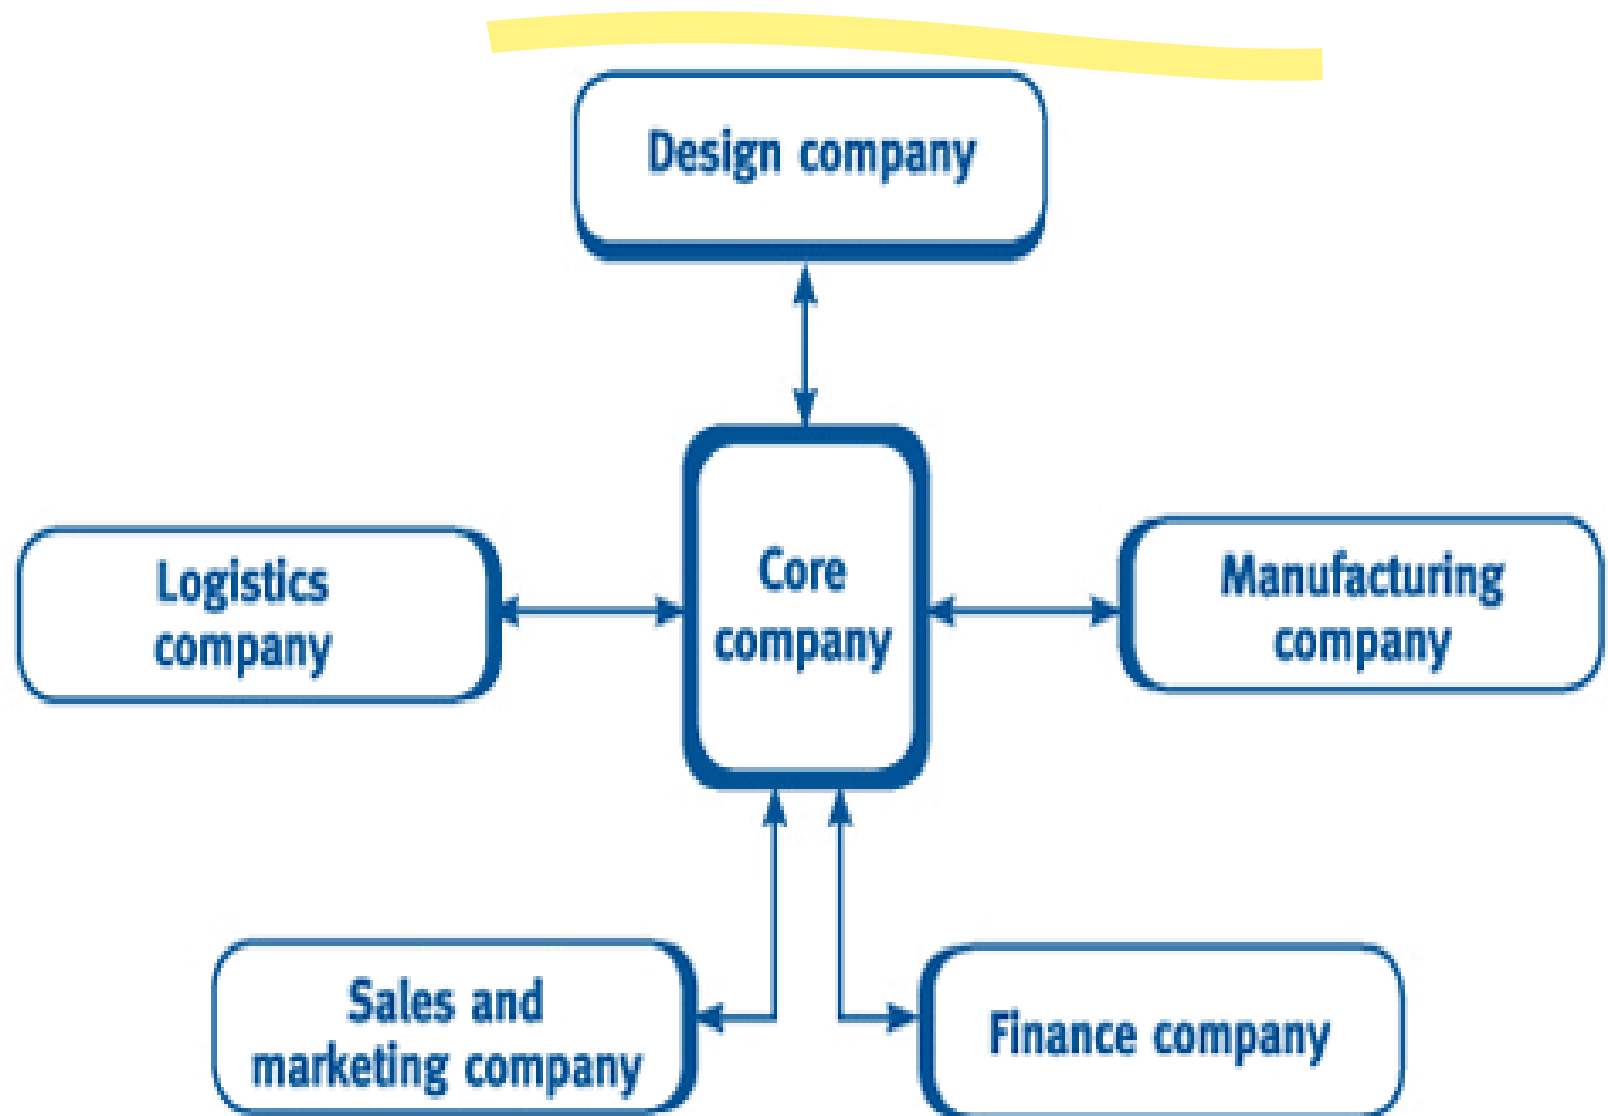 Design company
Logistics
company
Core
company
Manufacturing
company
Sales and
marketing company
Finance company